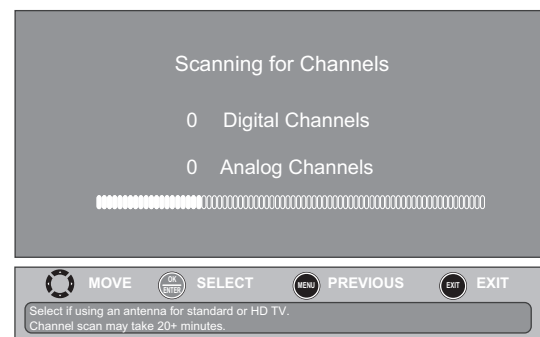 Scanning for Channels
0 Digital Channels
0 Analog Channels
MOVE OK ENTER SELECT MENU PREVIOUS EXIT EXIT
Select if using an antenna for standard or HD TV.
Channel scan may take 20+ minutes.